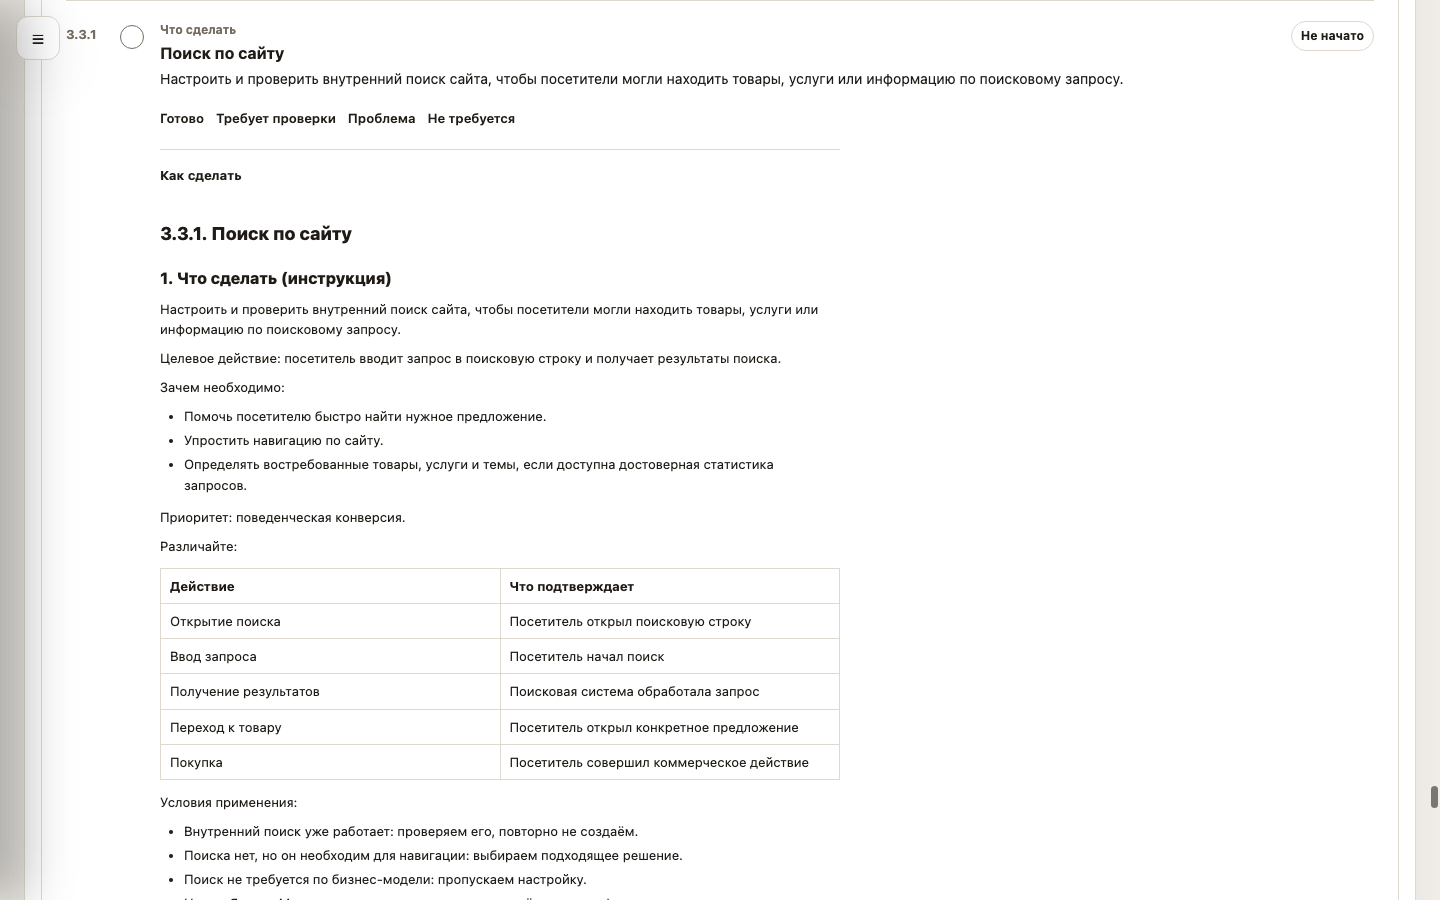 3.3.1
Что сделать
Не начато
Поиск по сайту
Настроить и проверить внутренний поиск сайта, чтобы посетители могли находить товары, услуги или информацию по поисковому запросу.
Готово Требует проверки Проблема Не требуется
Как сделать
3.3.1. Поиск по сайту
1. Что сделать (инструкция)
Настроить и проверить внутренний поиск сайта, чтобы посетители могли находить товары, услуги или
информацию по поисковому запросу.
Целевое действие: посетитель вводит запрос в поисковую строку и получает результаты поиска.
Зачем необходимо:
• Помочь посетителю быстро найти нужное предложение.
• Упростить навигацию по сайту.
• Определять востребованные товары, услуги и темы, если доступна достоверная статистика
запросов.
Приоритет: поведенческая конверсия.
Различайте:
Действие Что подтверждает
Открытие поиска Посетитель открыл поисковую строку
Ввод запроса Посетитель начал поиск
Получение результатов Поисковая система обработала запрос
Переход к товару Посетитель открыл конкретное предложение
Покупка Посетитель совершил коммерческое действие
Условия применения:
• Внутренний поиск уже работает: проверяем его, повторно не создаём.
• Поиска нет, но он необходим для навигации: выбираем подходящее решение.
• Поиск не требуется по бизнес-модели: пропускаем настройку.